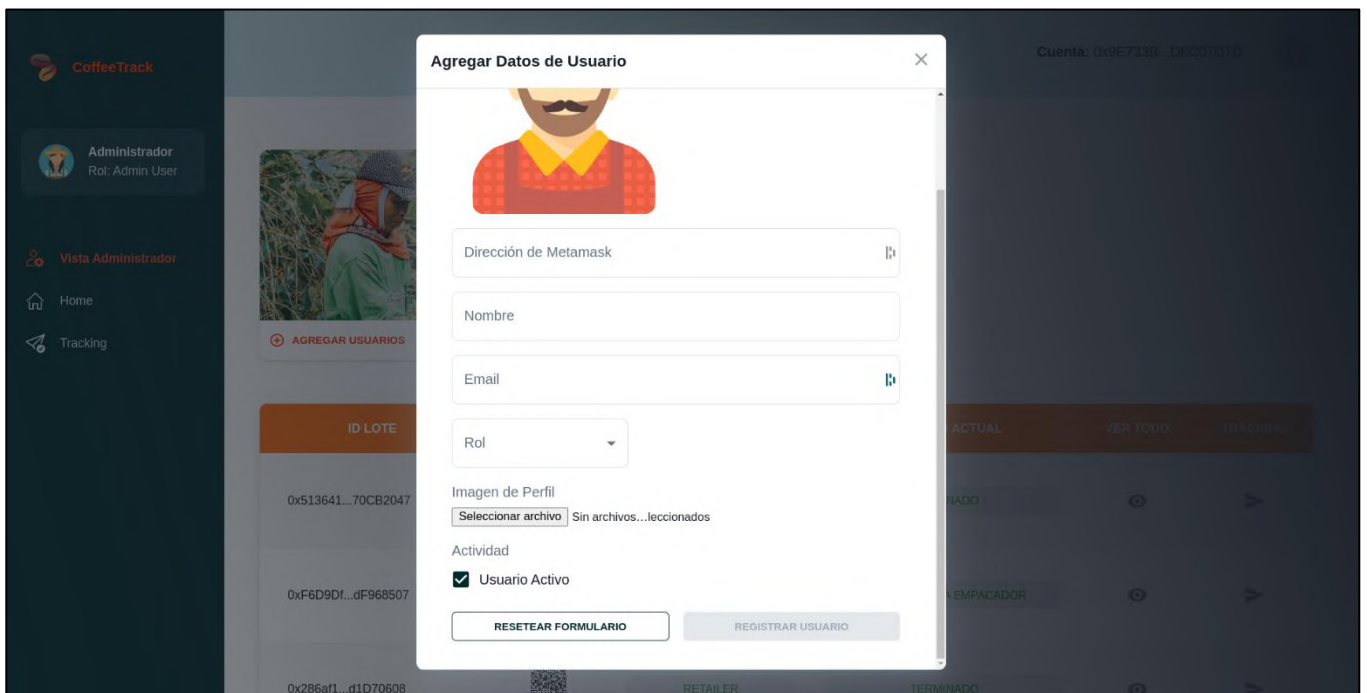 CoffeeTrack
Administrador
Rol: Admin User
Vista Administrador
Home
Tracking
Cuenta:
AGREGAR USUARIOS
Agregar Datos de Usuario
Dirección de Metamask
Nombre
Email
Rol
Imagen de Perfil
Seleccionar archivo Sin archivos…leccionados
Actividad
Usuario Activo
RESETEAR FORMULARIO REGISTRAR USUARIO
ID LOTE ACTUAL VER TODO TRACKING
0x513641...70CB2047 NADO
0xF6D9Df...dF968507 EMPACADOR
0x286af1...d1D70608 RETAILER TERMINADO